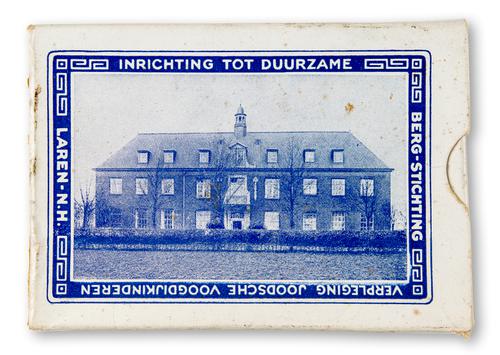 INRICHTING TOT DUURZAME
BERG-STICHTING
VERPLEGING JOODSCHE VOOGDIJKINDEREN
LAREN-N.H.